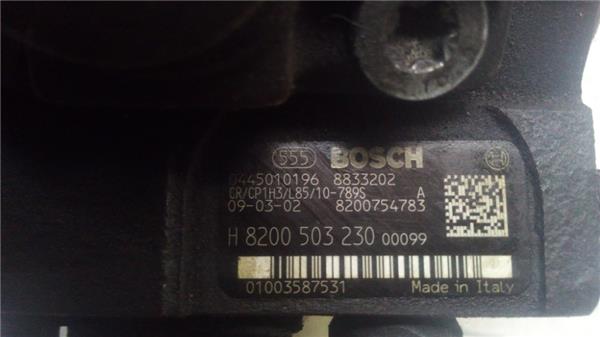 555 BOSCH
0445010196 8833202
CR/CP1H3/L85/10-789S A
09-03-02 8200754783
H 8200 503 230 00099
01003587531 Made in Italy